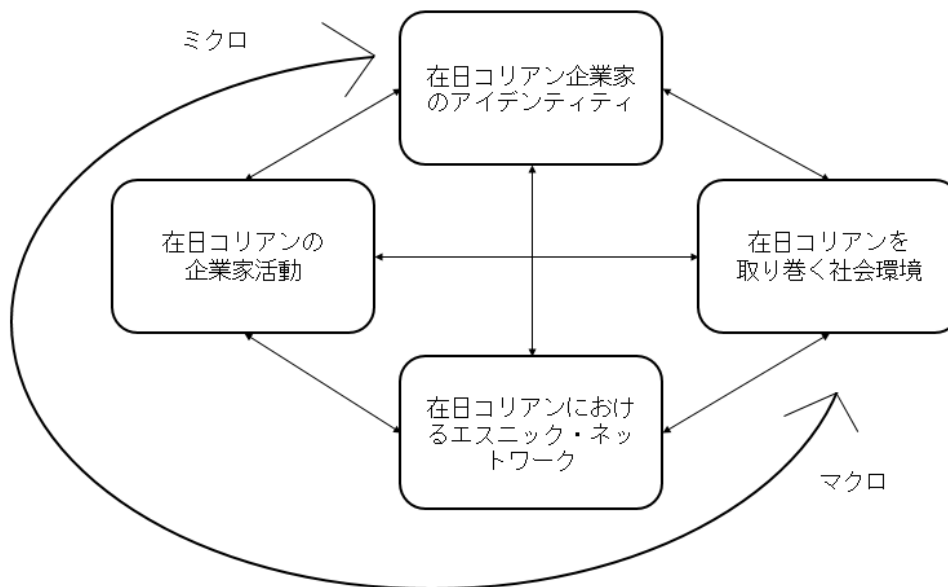 ミクロ
在日コリアン企業家
のアイデンティティ
在日コリアンの
企業家活動
在日コリアンを
取り巻く社会環境
在日コリアンにおけ
るエスニック・ネッ
トワーク
マクロ